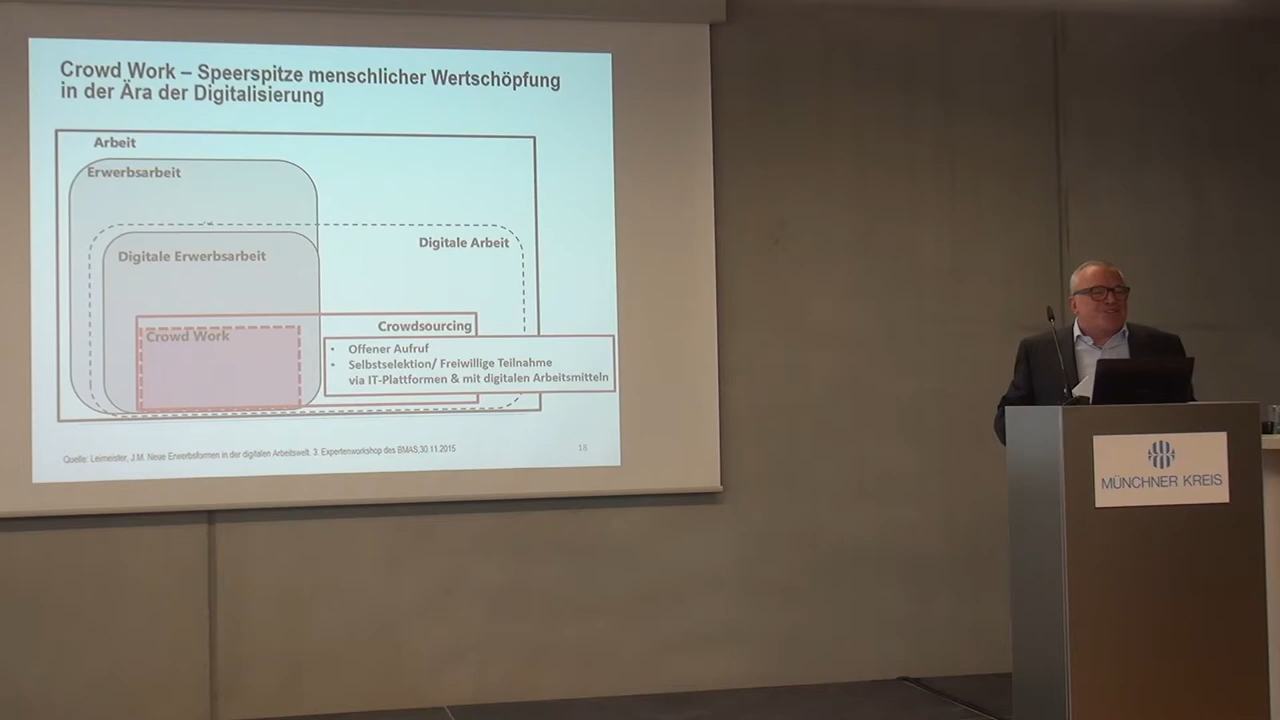 Crowd Work – Speerspitze menschlicher Wertschöpfung
in der Ära der Digitalisierung
Arbeit
Erwerbsarbeit
Digitale Arbeit
Digitale Erwerbsarbeit
Crowdsourcing
Crowd Work
• Offener Aufruf
• Selbstselektion/ Freiwillige Teilnahme
via IT-Plattformen & mit digitalen Arbeitsmitteln
Quelle: Leimeister, J.M. Neue Erwerbsformen in der digitalen Arbeitswelt. 3. Expertenworkshop des BMAS,30.11.2015
18
MÜNCHNER KREIS